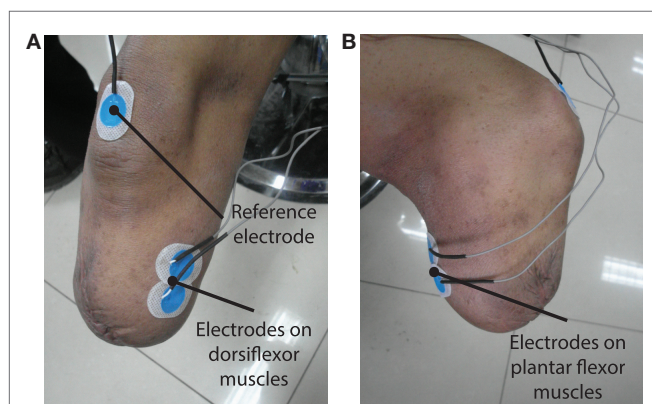 A
B
Reference
electrode
Electrodes on
dorsiflexor
muscles
Electrodes on
plantar flexor
muscles